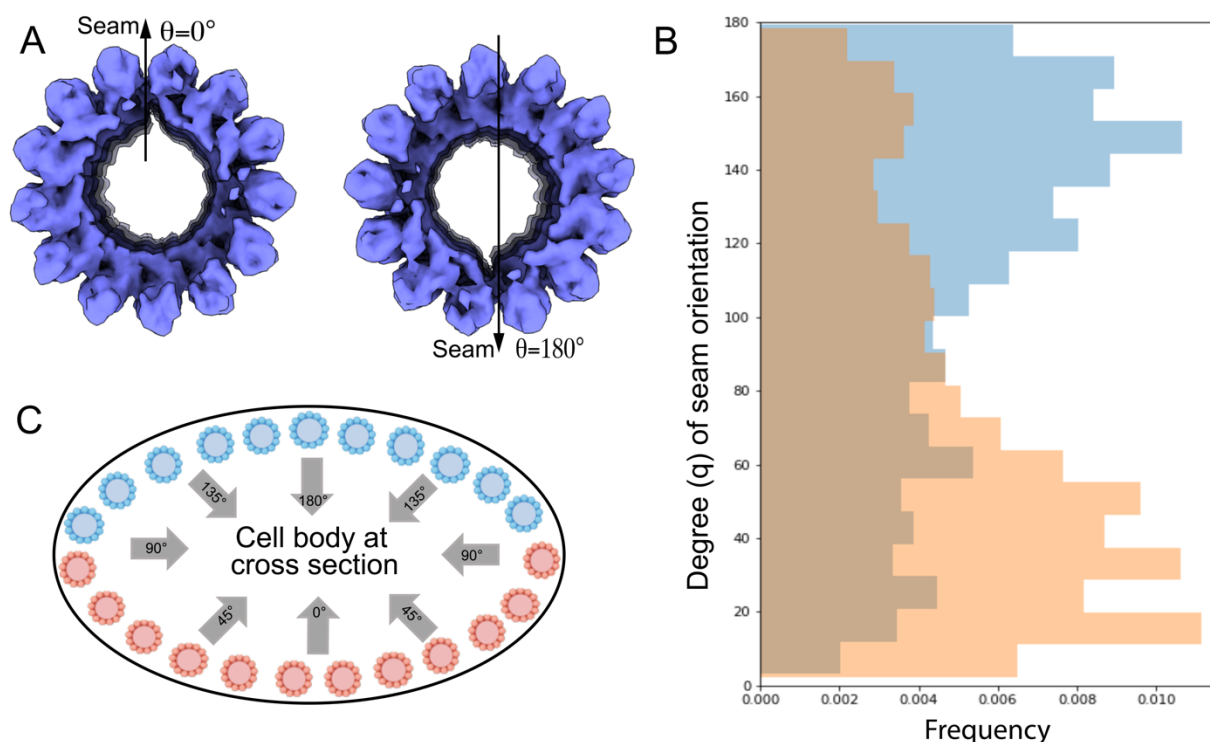 A
Seam
θ=0°
Seam
θ=180°
B
180
160
140
120
100
80
60
40
20
0
Degree (q) of seam orientation
0.000
0.002
0.004
0.006
0.008
0.010
Frequency
C
135°
180°
135°
90°
Cell body at
cross section
90°
45°
0°
45°